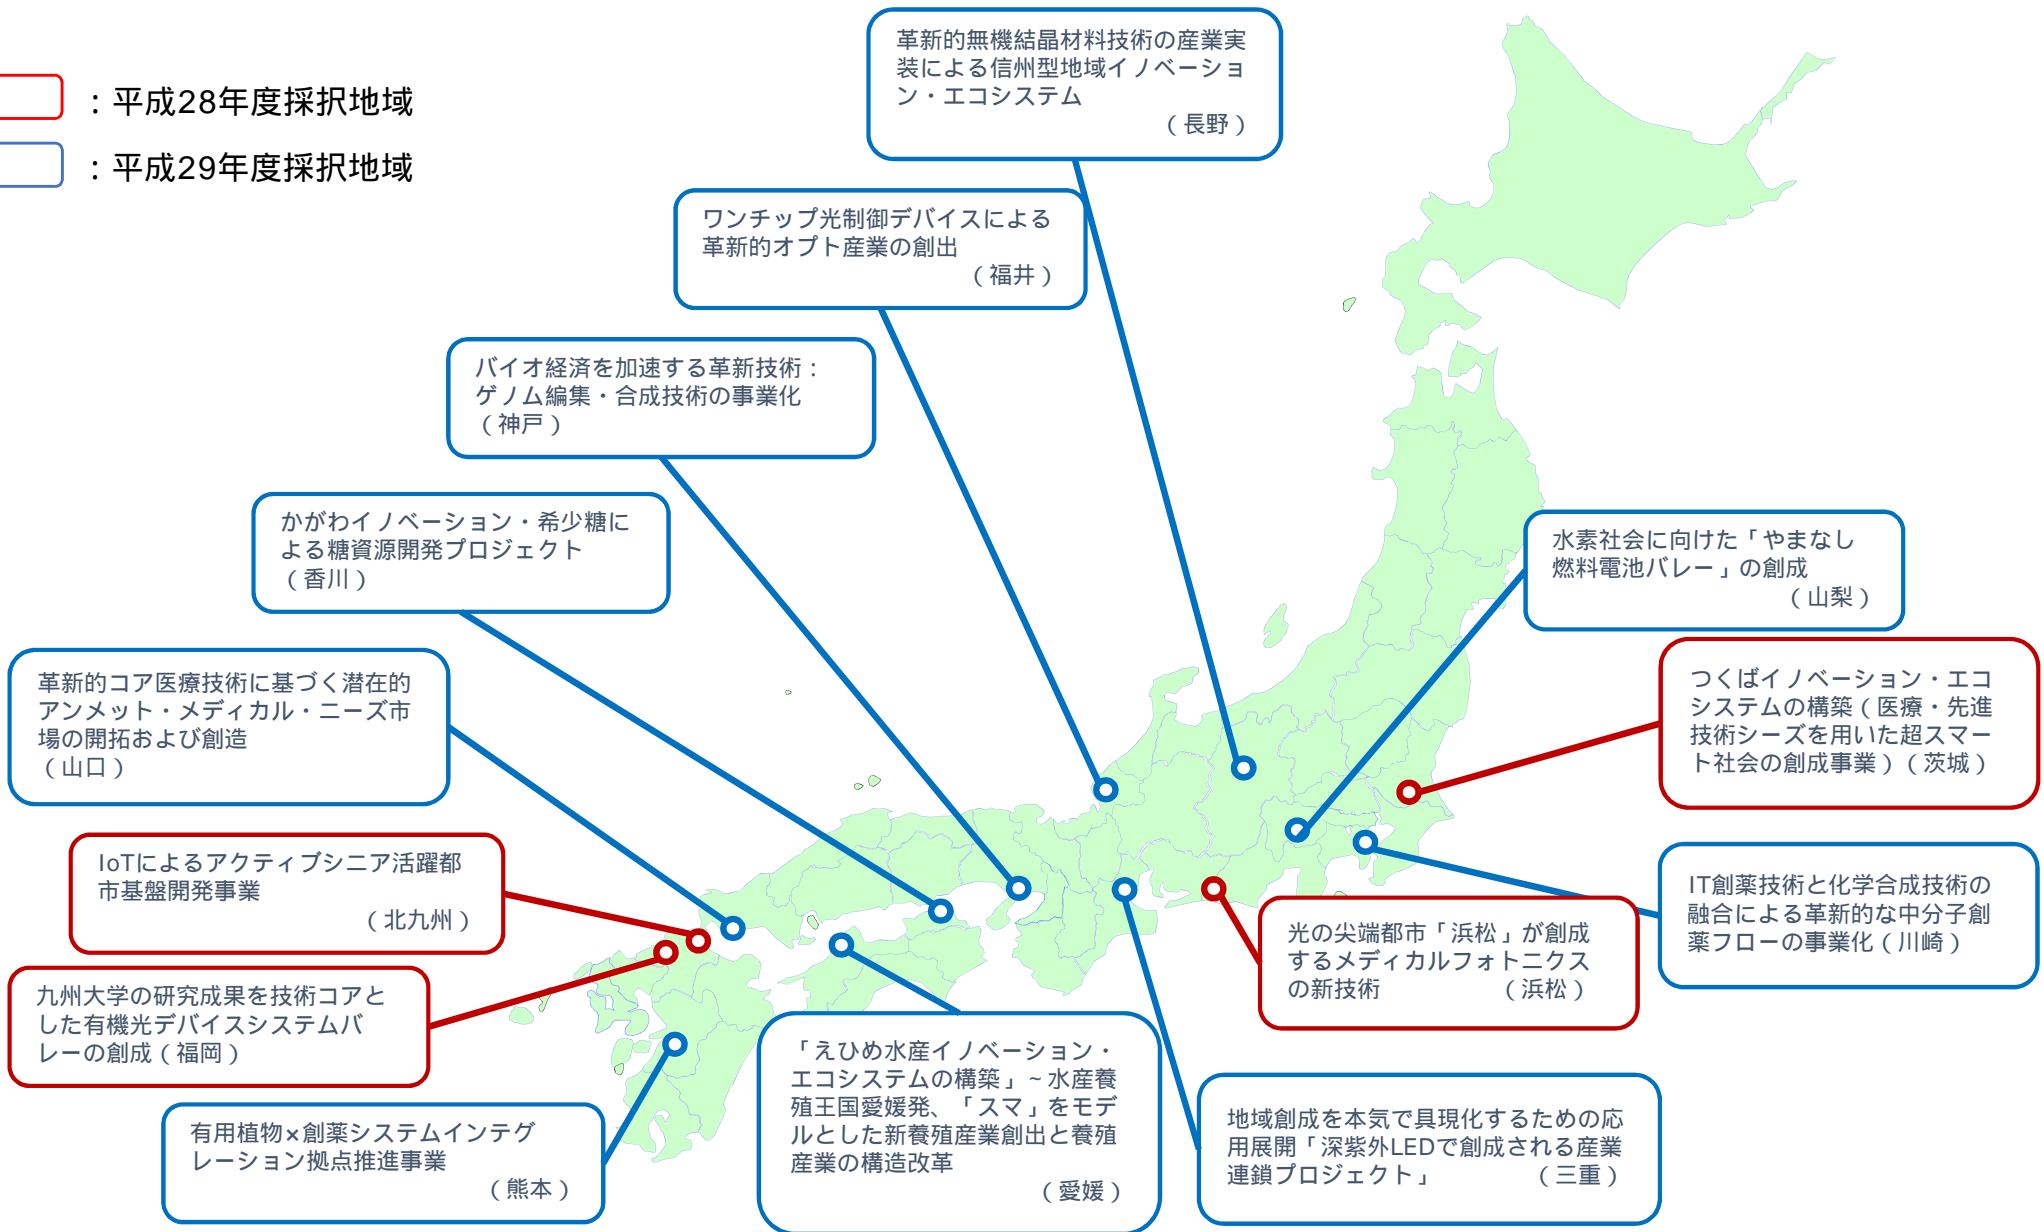 ：平成28年度採択地域
：平成29年度採択地域
革新的無機結晶材料技術の産業実
装による信州型地域イノベーショ
ン・エコシステム
（長野）
ワンチップ光制御デバイスによる
革新的オプト産業の創出
（福井）
バイオ経済を加速する革新技術：
ゲノム編集・合成技術の事業化
（神戸）
かがわイノベーション・希少糖に
よる糖資源開発プロジェクト
（香川）
水素社会に向けた「やまなし
燃料電池バレー」の創成
（山梨）
革新的コア医療技術に基づく潜在的
アンメット・メディカル・ニーズ市
場の開拓および創造
（山口）
つくばイノベーション・エコ
システムの構築（医療・先進
技術シーズを用いた超スマー
ト社会の創成事業）（茨城）
IoTによるアクティブシニア活躍都
市基盤開発事業
（北九州）
IT創薬技術と化学合成技術の
融合による革新的な中分子創
薬フローの事業化（川崎）
光の尖端都市「浜松」が創成
するメディカルフォトニクス
の新技術　　　　　（浜松）
九州大学の研究成果を技術コアと
した有機光デバイスシステムバ
レーの創成（福岡）
「えひめ水産イノベーション・
エコシステムの構築」~水産養
殖王国愛媛発、「スマ」をモデ
ルとした新養殖産業創出と養殖
産業の構造改革
（愛媛）
地域創成を本気で具現化するための応
用展開「深紫外LEDで創成される産業
連鎖プロジェクト」　　　　　（三重）
有用植物×創薬システムインテグ
レーション拠点推進事業
（熊本）